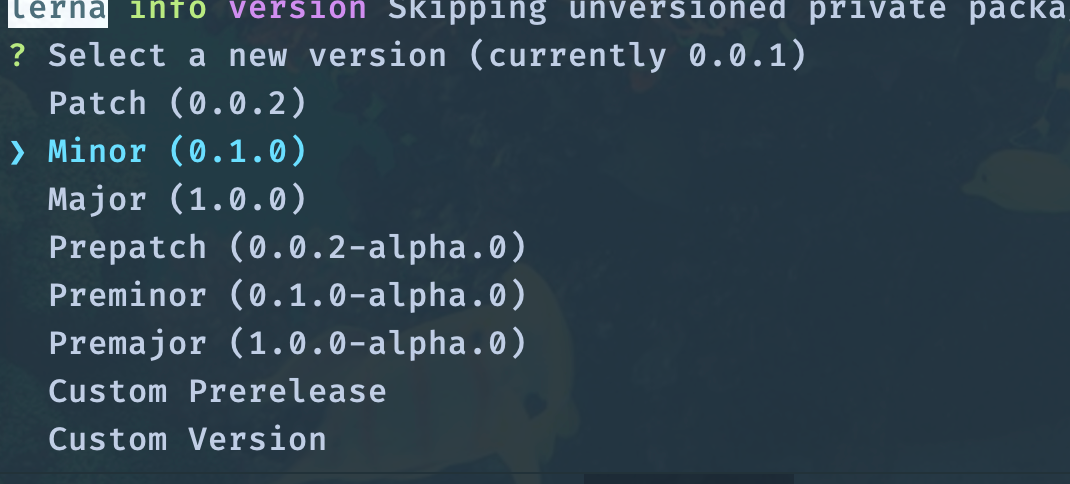 lerna info version Skipping unversioned private
? Select a new version (currently 0.0.1)
Patch (0.0.2)
❯ Minor (0.1.0)
Major (1.0.0)
Prepatch (0.0.2-alpha.0)
Preminor (0.1.0-alpha.0)
Premajor (1.0.0-alpha.0)
Custom Prerelease
Custom Version